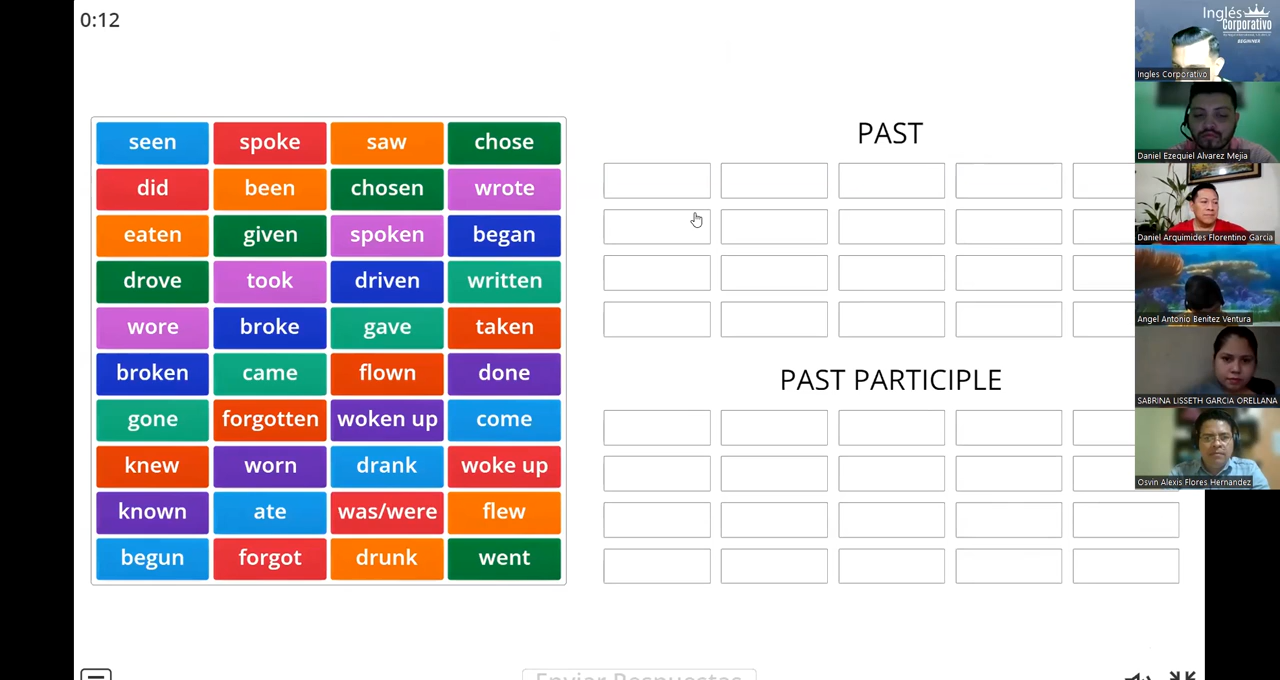 0:12
Inglés
Corporativo
BEGINNER
Ingles Corporativo
seen spoke saw chose
PAST
Daniel Ezequiel Alvarez Mejia
did been chosen wrote
eaten given spoken began
Daniel Arquimides Florentino Garcia
drove took driven written
wore broke gave taken
Angel Antonio Benitez Ventura
broken came flown done
PAST PARTICIPLE
SABRINA LISSETH GARCIA ORELLANA
gone forgotten woken up come
knew worn drank woke up
Osvin Alexis Flores Hernandez
known ate was/were flew
begun forgot drunk went
Enviar Respuestas